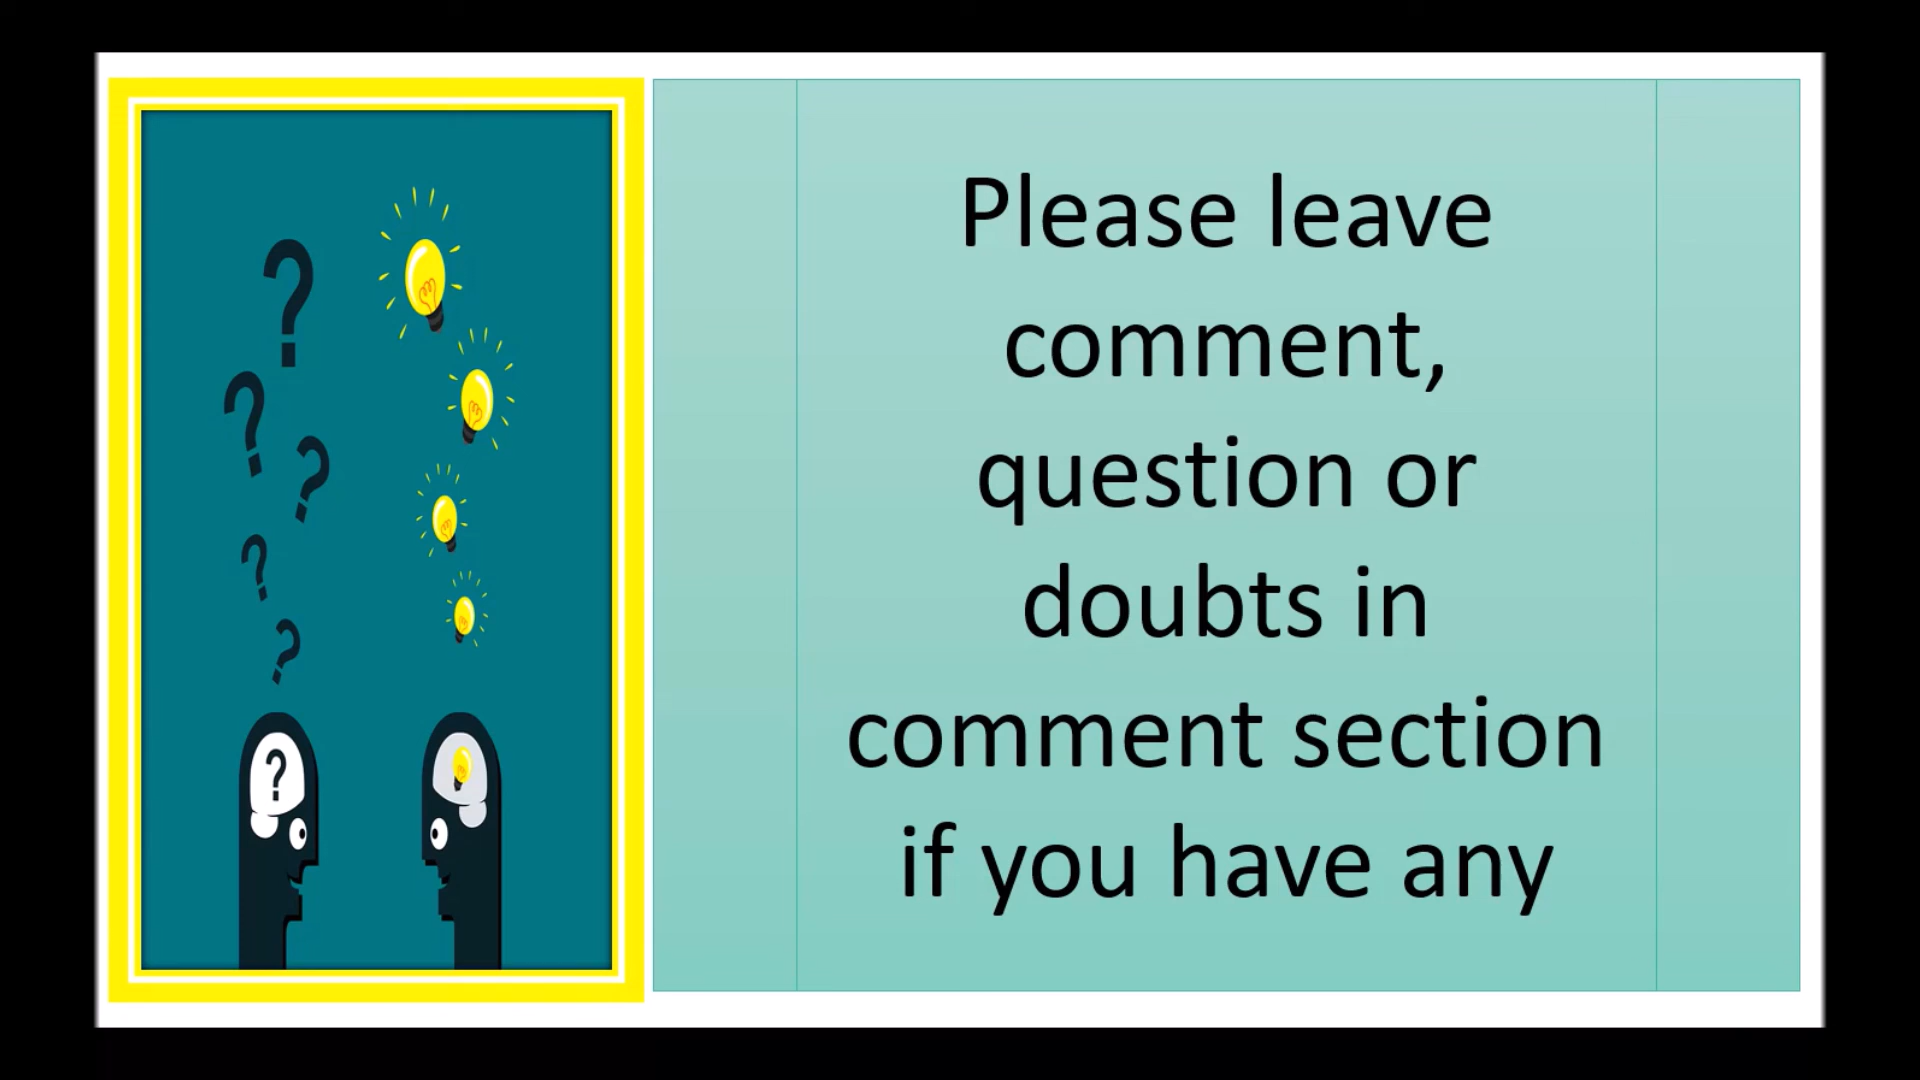 Please leave
comment,
question or
doubts in
comment section
if you have any